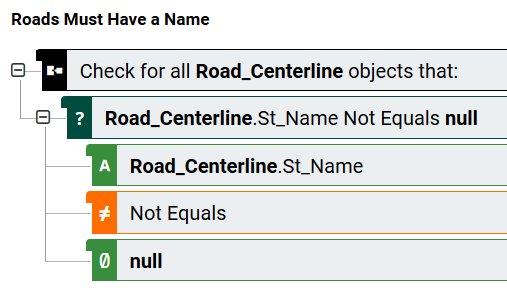 Roads Must Have a Name
Check for all Road_Centerline objects that:
? Road_Centerline.St_Name Not Equals null
A Road_Centerline.St_Name
≠ Not Equals
∅ null